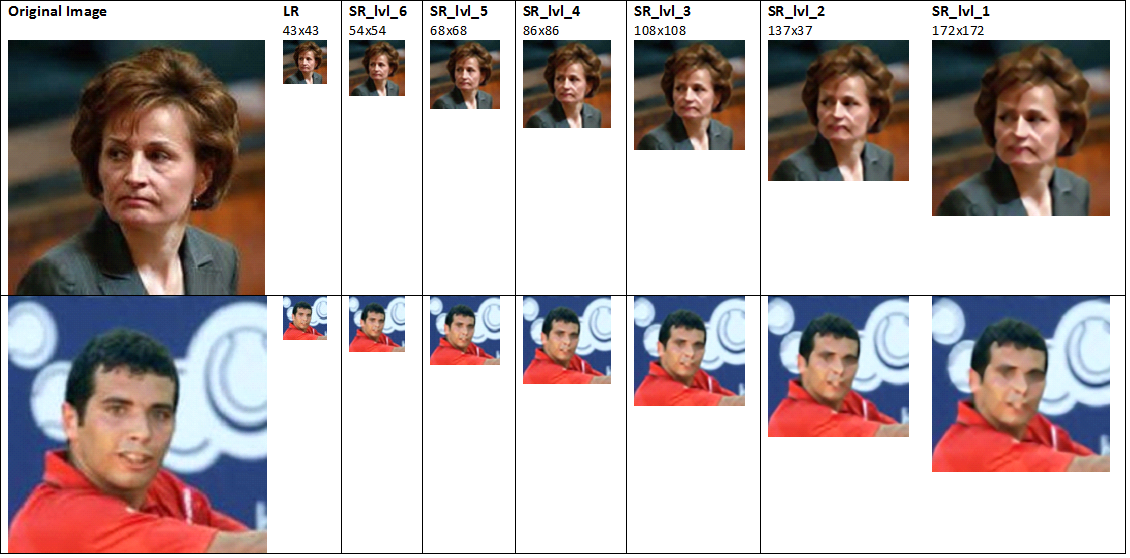 Original Image
LR
SR_lvl_6
SR_lvl_5
SR_lvl_4
SR_lvl_3
SR_lvl_2
SR_lvl_1
43x43
54x54
68x68
86x86
108x108
137x37
172x172